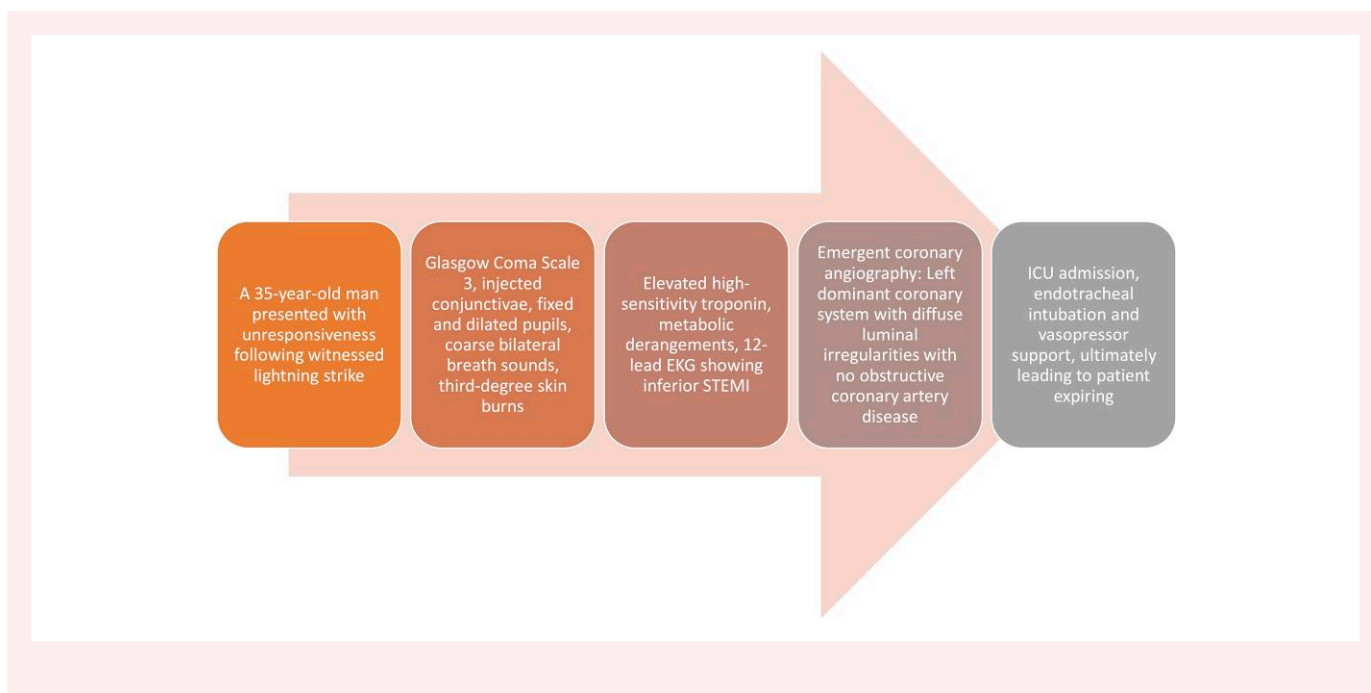 A 35-year-old man
presented with
unresponsiveness
following witnessed
lightning strike
Glasgow Coma Scale
3, injected
conjunctivae, fixed
and dilated pupils,
coarse bilateral
breath sounds,
third-degree skin
burns
Elevated high-
sensitivity troponin,
metabolic
derangements, 12-
lead EKG showing
inferior STEMI
Emergent coronary
angiography: Left
dominant coronary
system with diffuse
luminal
irregularities with
no obstructive
coronary artery
disease
ICU admission,
endotracheal
intubation and
vasopressor
support, ultimately
leading to patient
expiring